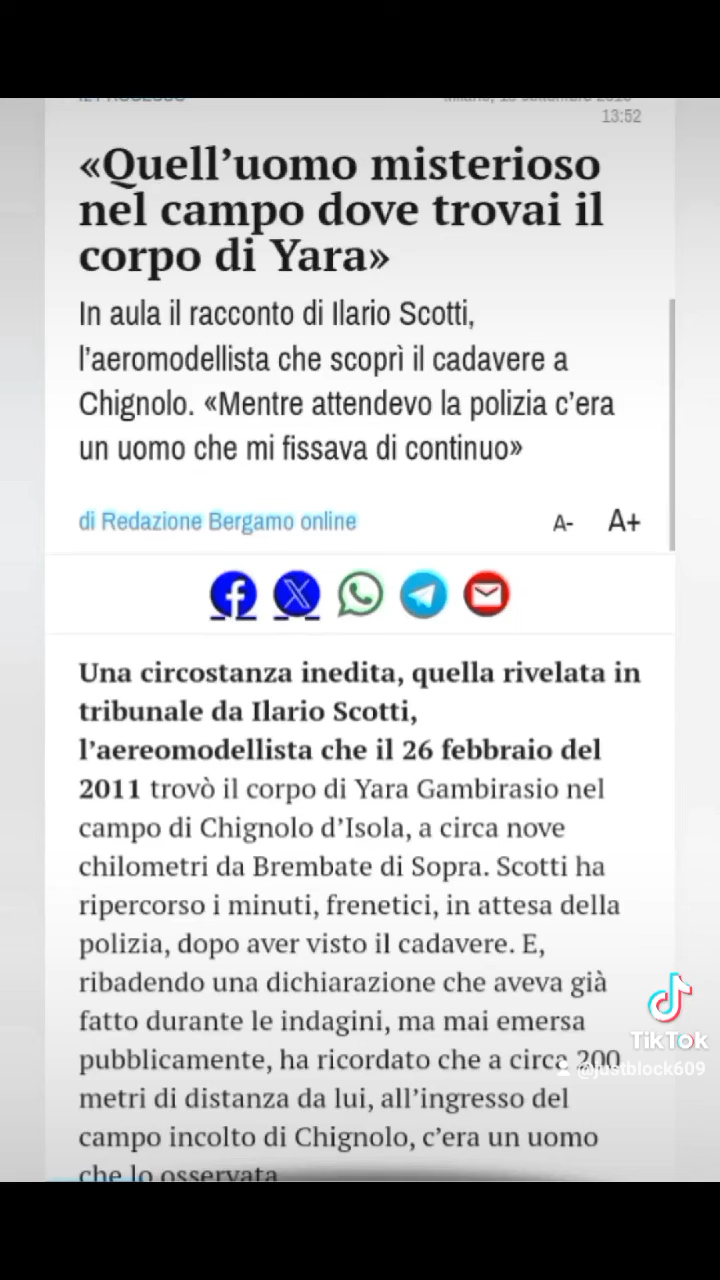 13:52
«Quell’uomo misterioso
nel campo dove trovai il
corpo di Yara»
In aula il racconto di Ilario Scotti,
l’aeromodellista che scoprì il cadavere a
Chignolo. «Mentre attendevo la polizia c’era
un uomo che mi fissava di continuo»
di Redazione Bergamo online
A- A+
Una circostanza inedita, quella rivelata in
tribunale da Ilario Scotti,
l’aereomodellista che il 26 febbraio del
2011 trovò il corpo di Yara Gambirasio nel
campo di Chignolo d’Isola, a circa nove
chilometri da Brembate di Sopra. Scotti ha
ripercorso i minuti, frenetici, in attesa della
polizia, dopo aver visto il cadavere. E,
ribadendo una dichiarazione che aveva già
fatto durante le indagini, ma mai emersa
pubblicamente, ha ricordato che a circa 200
metri di distanza da lui, all’ingresso del
campo incolto di Chignolo, c’era un uomo
che lo osservata
TikTok
@justblock609